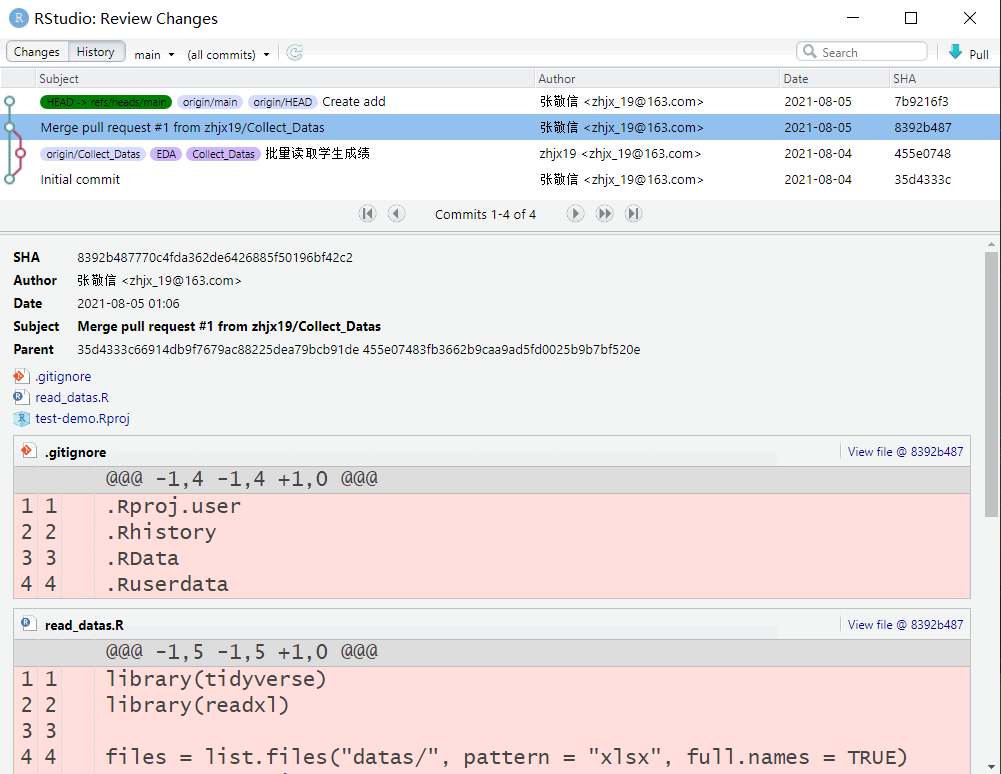 RStudio: Review Changes
Changes History main (all commits) Search Pull
Subject Author Date SHA
HEAD -> refs/heads/main origin/main origin/HEAD Create add 张敬信 <zhjx_19@163.com> 2021-08-05 7b9216f3
Merge pull request #1 from zhjx19/Collect_Datas 张敬信 <zhjx_19@163.com> 2021-08-05 8392b487
origin/Collect_Datas EDA Collect_Datas 批量读取学生成绩 zhjx19 <zhjx_19@163.com> 2021-08-04 455e0748
Initial commit 张敬信 <zhjx_19@163.com> 2021-08-04 35d4333c
Commits 1-4 of 4
SHA 8392b487770c4fda362de6426885f50196bf42c2
Author 张敬信 <zhjx_19@163.com>
Date 2021-08-05 01:06
Subject Merge pull request #1 from zhjx19/Collect_Datas
Parent 35d4333c66914db9f7679ac88225dea79bcb91de 455e07483fb3662b9caa9ad5fd0025b9b7bf520e
.gitignore
read_datas.R
test-demo.Rproj
.gitignore View file @ 8392b487
@@@ -1,4 -1,4 +1,0 @@@
1 1 .Rproj.user
2 2 .Rhistory
3 3 .RData
4 4 .Ruserdata
read_datas.R View file @ 8392b487
@@@ -1,5 -1,5 +1,0 @@@
1 1 library(tidyverse)
2 2 library(readxl)
3 3
4 4 files = list.files("datas/", pattern = "xlsx", full.names = TRUE)